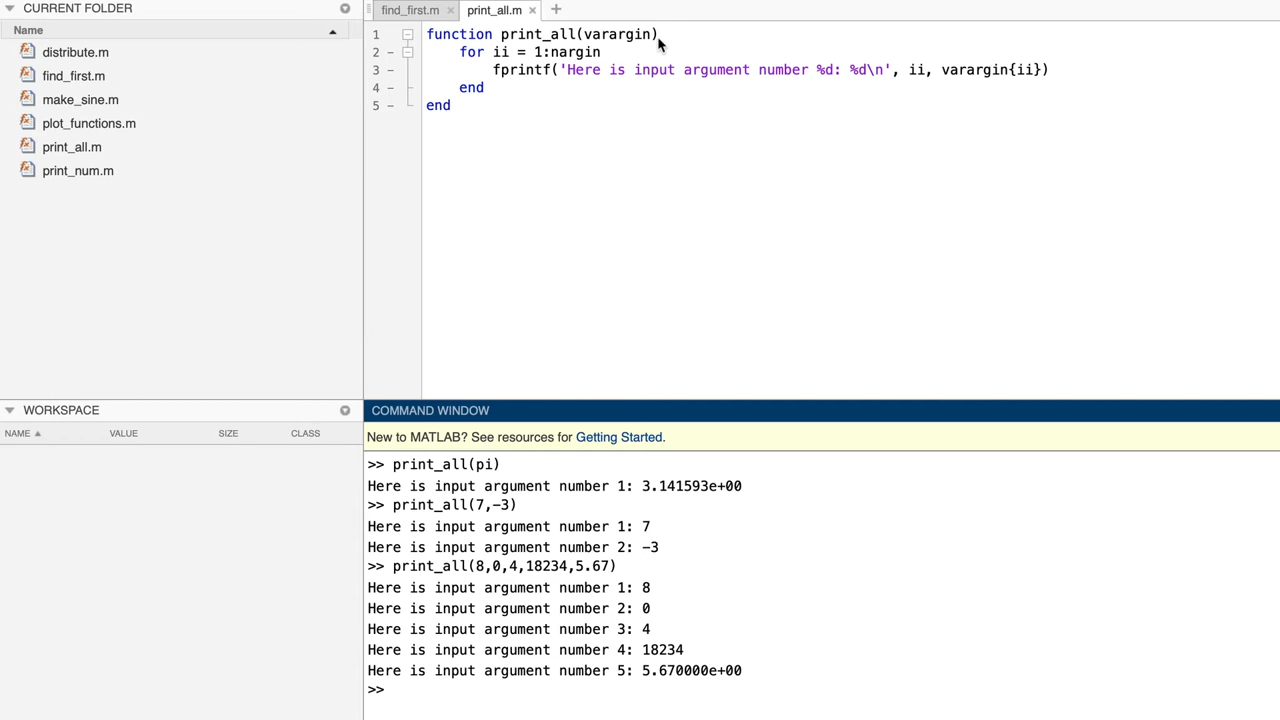 CURRENT FOLDER
Name
distribute.m
find_first.m
make_sine.m
plot_functions.m
print_all.m
print_num.m
find_first.m × print_all.m × +
1 function print_all(varargin)
2 – for ii = 1:nargin
3 – fprintf('Here is input argument number %d: %d\n', ii, varargin{ii})
4 – end
5 – end
WORKSPACE
NAME VALUE SIZE CLASS
COMMAND WINDOW
New to MATLAB? See resources for Getting Started.
>> print_all(pi)
Here is input argument number 1: 3.141593e+00
>> print_all(7,-3)
Here is input argument number 1: 7
Here is input argument number 2: -3
>> print_all(8,0,4,18234,5.67)
Here is input argument number 1: 8
Here is input argument number 2: 0
Here is input argument number 3: 4
Here is input argument number 4: 18234
Here is input argument number 5: 5.670000e+00
>>